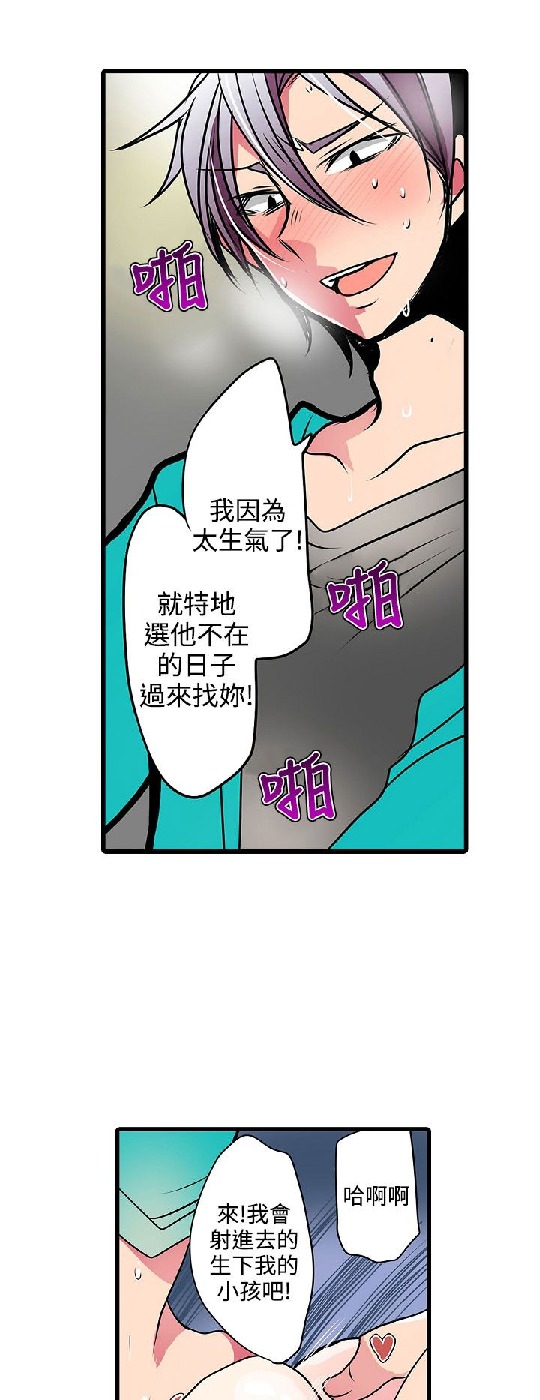 啪
我因為
太生氣了!
就特地
選他不在
的日子
過來找妳!
啪
啪
哈啊啊
來!我會
射進去的
生下我的
小孩吧!